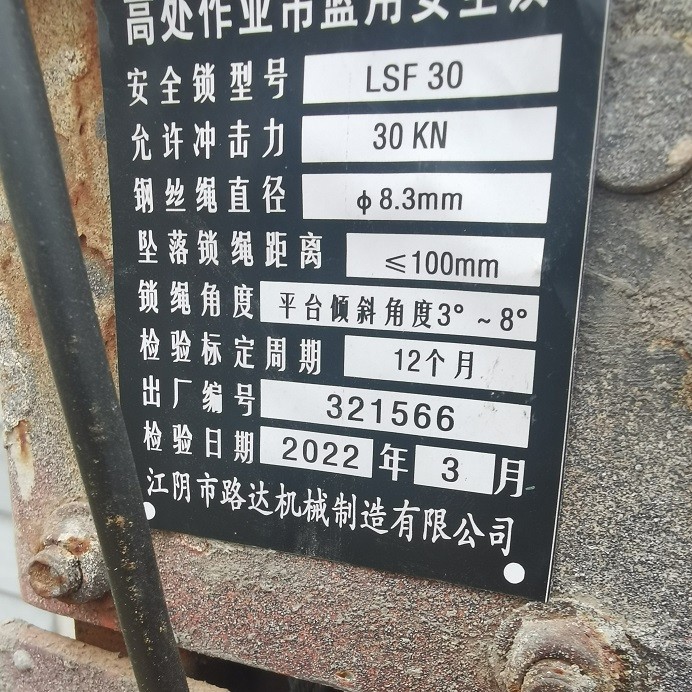 高处作业吊篮用安全锁
安全锁型号 LSF 30
允许冲击力 30 KN
钢丝绳直径 ф8.3mm
坠落锁绳距离 ≤100mm
锁绳角度 平台倾斜角度3°~8°
检验标定周期 12个月
出厂编号 321566
检验日期 2022 年 3 月
江阴市路达机械制造有限公司